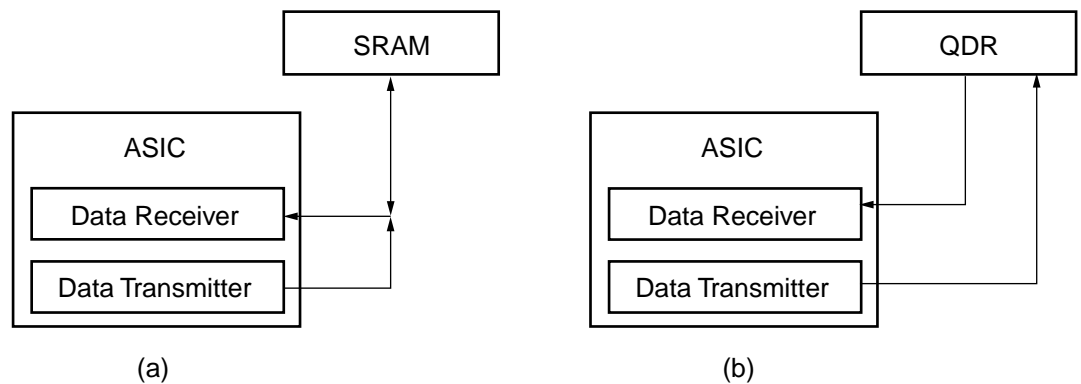 SRAM
ASIC
Data Receiver
Data Transmitter
(a)
QDR
ASIC
Data Receiver
Data Transmitter
(b)